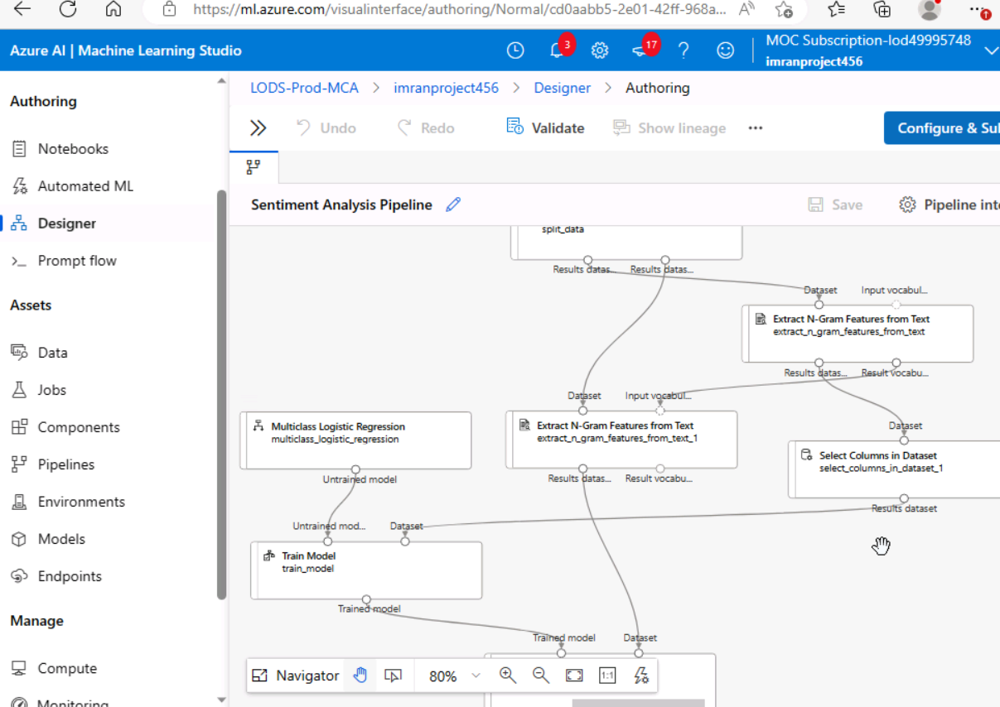 https://ml.azure.com/visualinterface/authoring/Normal/cd0aabb5-2e01-42ff-968a...
Azure AI | Machine Learning Studio
3
17
MOC Subscription-lod49995748
imranproject456
Authoring
Notebooks
Automated ML
Designer
Prompt flow
Assets
Data
Jobs
Components
Pipelines
Environments
Models
Endpoints
Manage
Compute
Monitoring
LODS-Prod-MCA > imranproject456 > Designer > Authoring
Undo
Redo
Validate
Show lineage
...
Configure & Su
Sentiment Analysis Pipeline
Save
Pipeline inte
split_data
Results datas...
Results datas...
Dataset
Input vocabul...
Extract N-Gram Features from Text
extract_n_gram_features_from_text
Results datas...
Result vocabu...
Dataset
Input vocabul...
Multiclass Logistic Regression
multiclass_logistic_regression
Untrained model
Extract N-Gram Features from Text
extract_n_gram_features_from_text_1
Results datas...
Result vocabu...
Dataset
Select Columns in Dataset
select_columns_in_dataset_1
Results dataset
Untrained mod...
Dataset
Train Model
train_model
Trained model
Trained model
Dataset
Navigator
80%
1:1